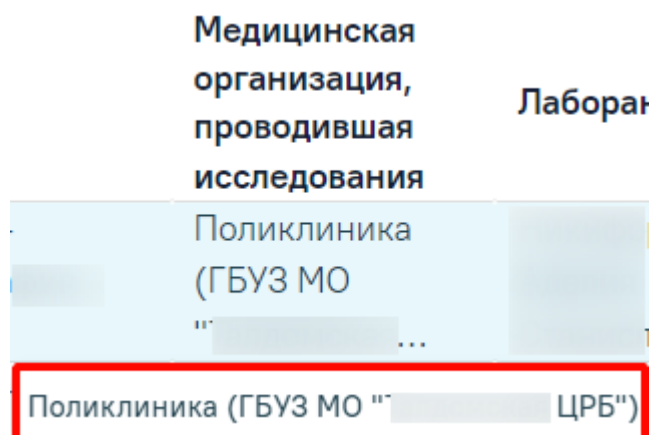 Медицинская
организация,
проводившая
исследования
Лаборан
Поликлиника
(ГБУЗ МО
"
...
Поликлиника (ГБУЗ МО " ЦРБ")